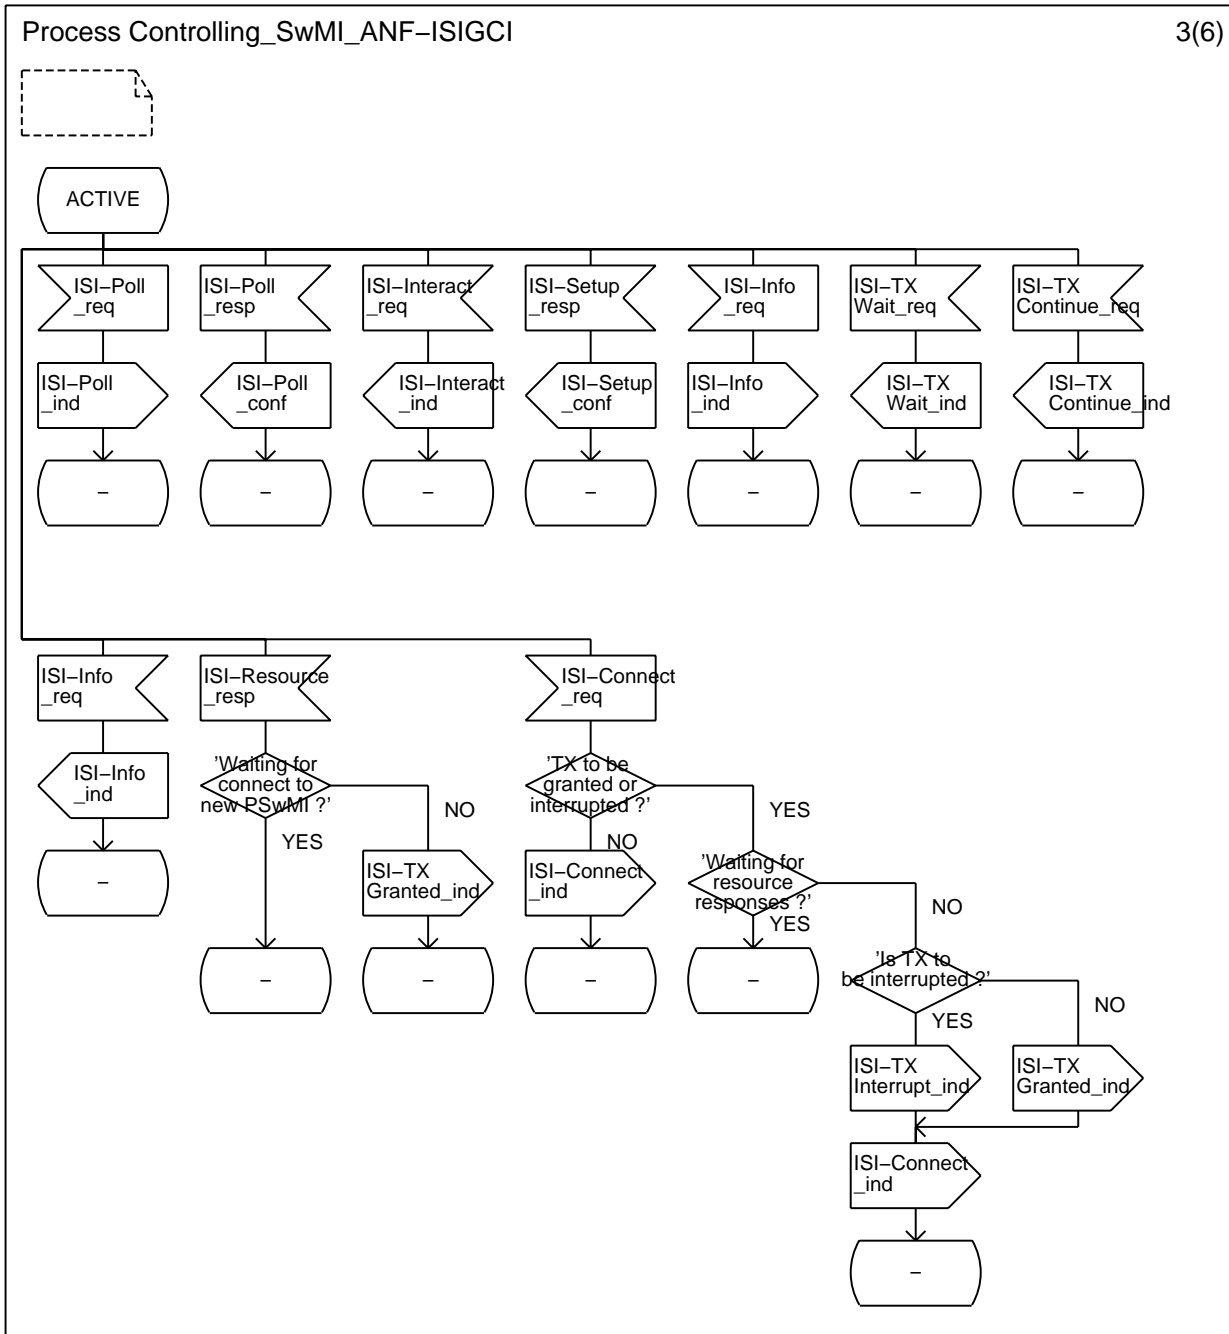 Process Controlling_SwMI_ANF−ISIGCI
3(6)
ACTIVE
ISI−Poll
_req
ISI−Poll
_resp
ISI−Interact
_req
ISI−Setup
_resp
ISI−Info
_req
ISI−TX
Wait_req
ISI−TX
Continue_req
ISI−Poll
_ind
ISI−Poll
_conf
ISI−Interact
_ind
ISI−Setup
_conf
ISI−Info
_ind
ISI−TX
Wait_ind
ISI−TX
Continue_ind
−
−
−
−
−
−
−
ISI−Info
_req
ISI−Resource
_resp
ISI−Connect
_req
ISI−Info
_ind
'Waiting for
connect to
new PSwMI ?'
NO
YES
'TX to be
granted or
interrupted ?'
YES
NO
−
ISI−TX
Granted_ind
ISI−Connect
_ind
'Waiting for
resource
responses ?'
NO
YES
−
−
−
−
'Is TX to
be interrupted ?'
NO
YES
ISI−TX
Interrupt_ind
ISI−TX
Granted_ind
ISI−Connect
_ind
−